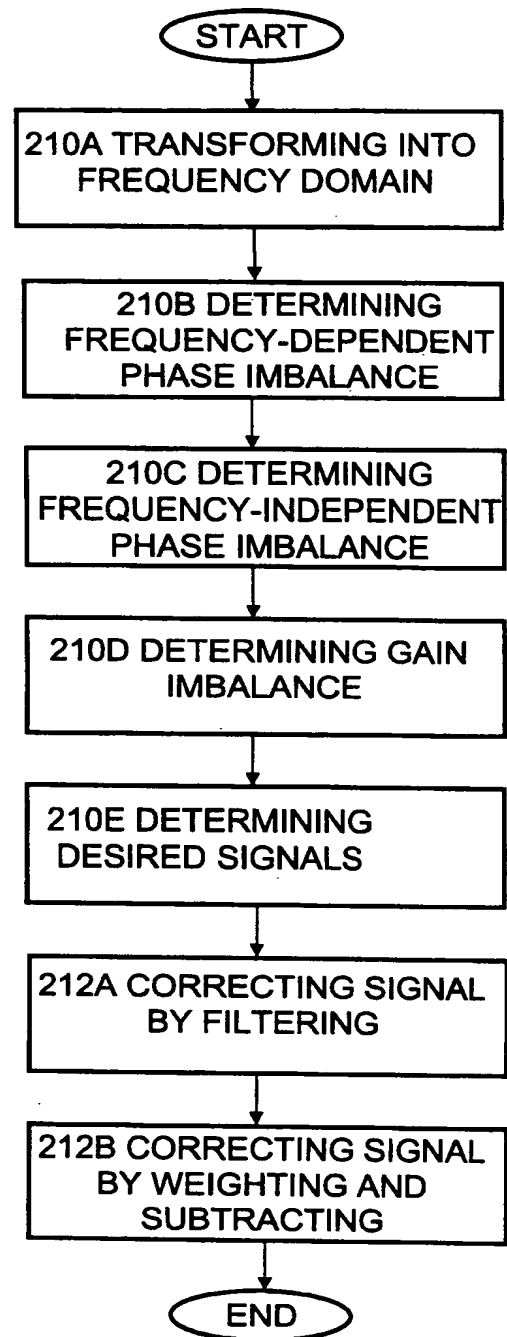 START
210A TRANSFORMING INTO
FREQUENCY DOMAIN
210B DETERMINING
FREQUENCY-DEPENDENT
PHASE IMBALANCE
210C DETERMINING
FREQUENCY-INDEPENDENT
PHASE IMBALANCE
210D DETERMINING GAIN
IMBALANCE
210E DETERMINING
DESIRED SIGNALS
212A CORRECTING SIGNAL
BY FILTERING
212B CORRECTING SIGNAL
BY WEIGHTING AND
SUBTRACTING
END